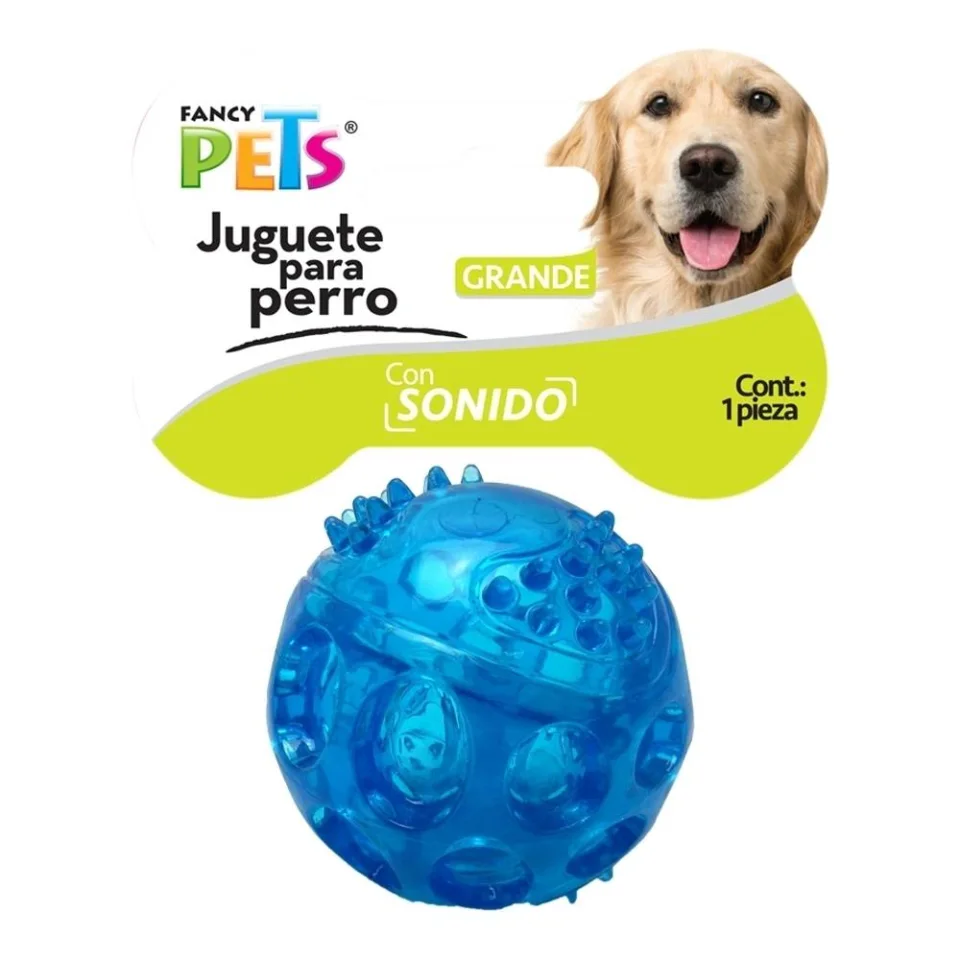 FANCY
PETS®
Juguete
para
perro
GRANDE
Con
SONIDO
Cont.:
1 pieza